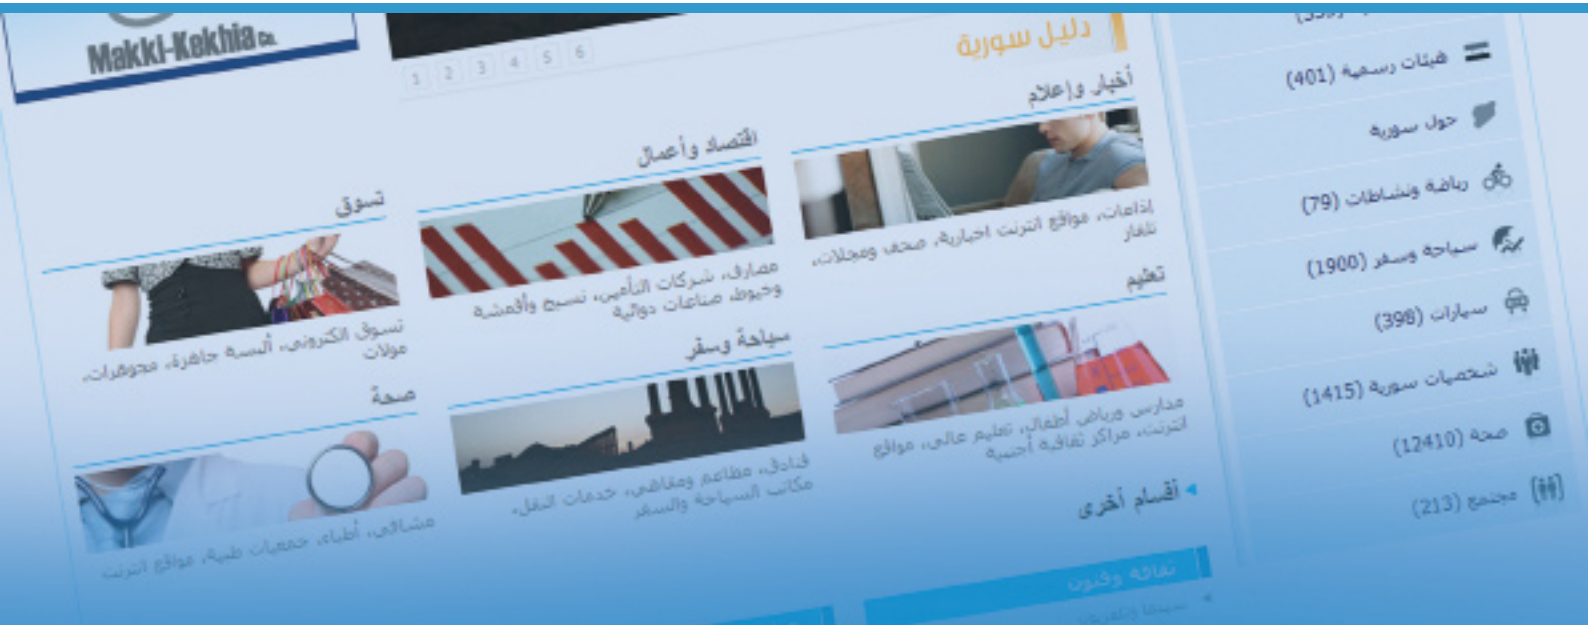 Makki-Kekhia Co.
1 2 3 4 5 6
دليل سورية
أخبار وإعلام
إذاعات، مواقع انترنت اخبارية، صحف ومجلات،
تلفاز
اقتصاد وأعمال
مصارف، شركات التأمين، نسيج وأقمشة
وخيوط، صناعات دوائية
تسوق
تسوق الكتروني، ألبسة جاهزة، مجوهرات،
مولات
تعليم
مدارس ورياض أطفال، تعليم عالي، مواقع
انترنت، مراكز ثقافية أجنبية
سياحة وسفر
فنادق، مطاعم ومقاهي، خدمات النقل،
مكاتب السياحة والسفر
صحة
مشافي، أطباء، جمعيات طبية، مواقع انترنت
أقسام أخرى
ثقافة وفنون
هيئات رسمية (401)
حول سورية
رياضة ونشاطات (79)
سياحة وسفر (1900)
سيارات (398)
شخصيات سورية (1415)
صحة (12410)
مجتمع (213)